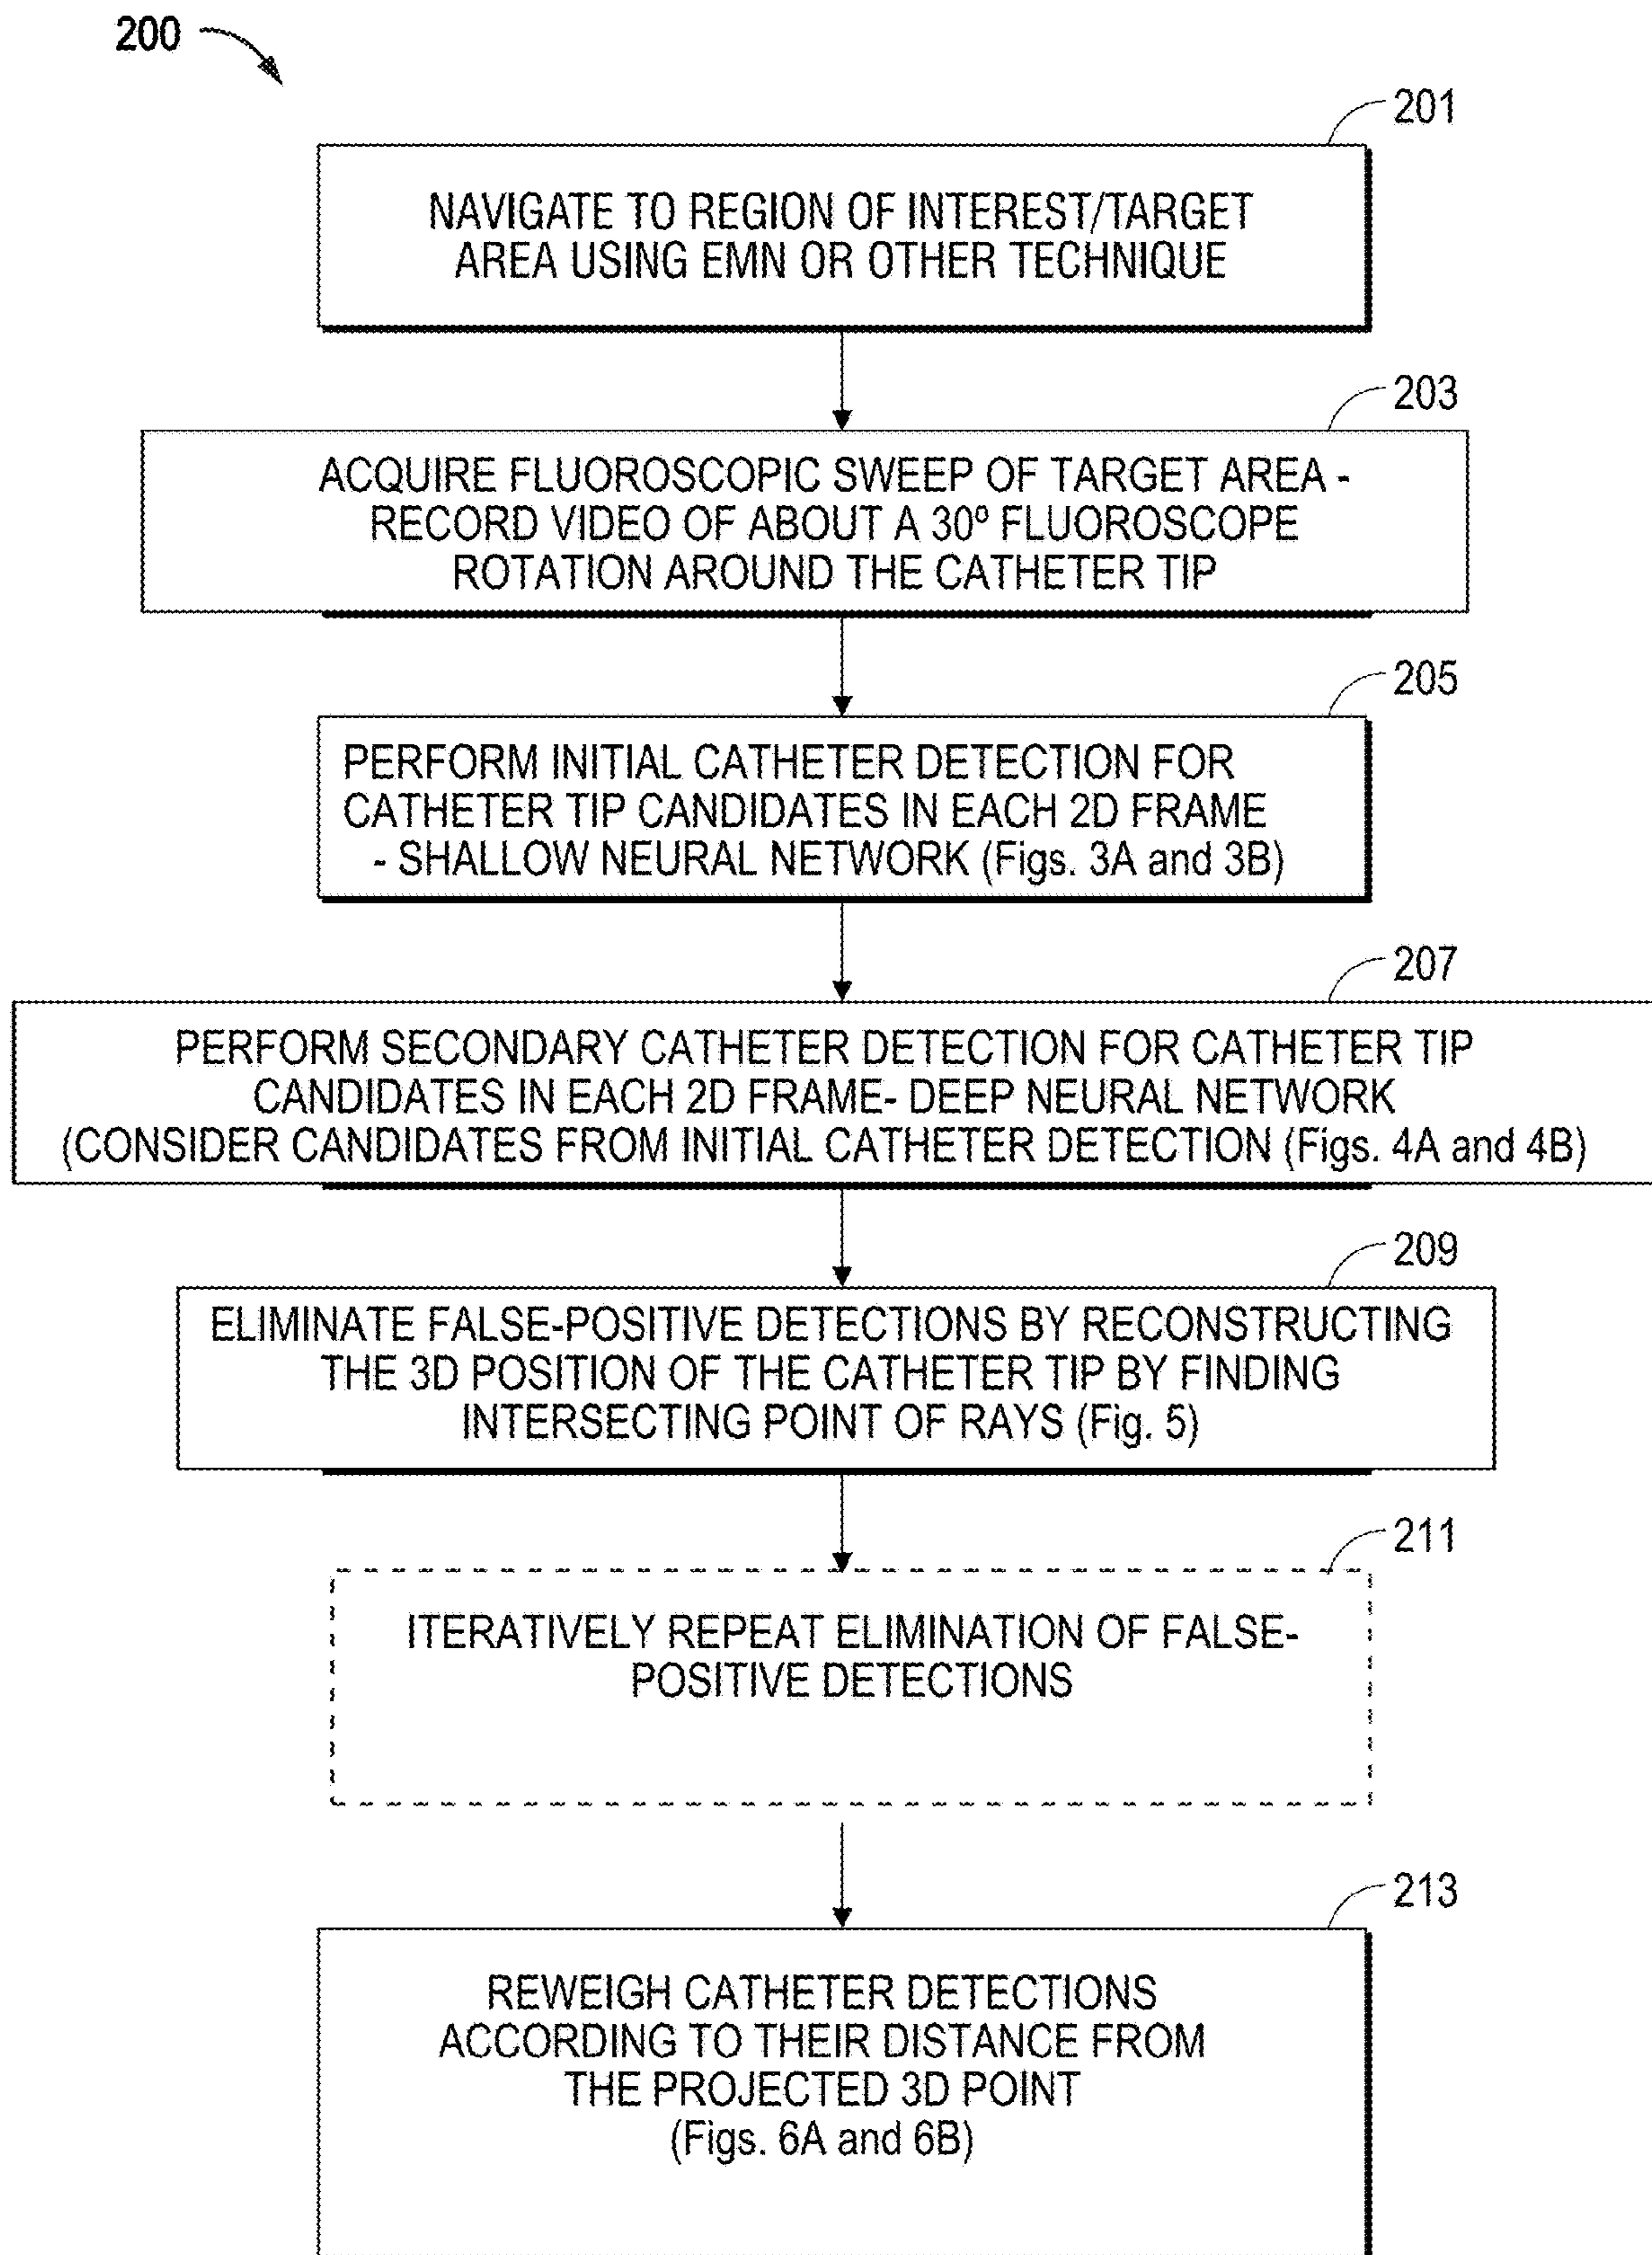 200
201
NAVIGATE TO REGION OF INTEREST/TARGET
AREA USING EMN OR OTHER TECHNIQUE
203
ACQUIRE FLUOROSCOPIC SWEEP OF TARGET AREA -
RECORD VIDEO OF ABOUT A 30º FLUOROSCOPE
ROTATION AROUND THE CATHETER TIP
205
PERFORM INITIAL CATHETER DETECTION FOR
CATHETER TIP CANDIDATES IN EACH 2D FRAME
- SHALLOW NEURAL NETWORK (Figs. 3A and 3B)
207
PERFORM SECONDARY CATHETER DETECTION FOR CATHETER TIP
CANDIDATES IN EACH 2D FRAME- DEEP NEURAL NETWORK
(CONSIDER CANDIDATES FROM INITIAL CATHETER DETECTION (Figs. 4A and 4B)
209
ELIMINATE FALSE-POSITIVE DETECTIONS BY RECONSTRUCTING
THE 3D POSITION OF THE CATHETER TIP BY FINDING
INTERSECTING POINT OF RAYS (Fig. 5)
211
ITERATIVELY REPEAT ELIMINATION OF FALSE-
POSITIVE DETECTIONS
213
REWEIGH CATHETER DETECTIONS
ACCORDING TO THEIR DISTANCE FROM
THE PROJECTED 3D POINT
(Figs. 6A and 6B)